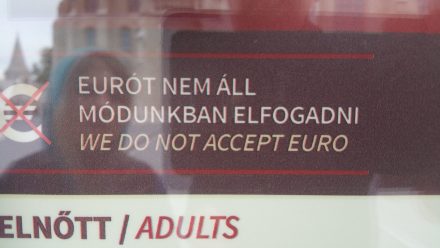 EURÓT NEM ÁLL
MÓDUNKBAN ELFOGADNI
WE DO NOT ACCEPT EURO
ELNŐTT / ADULTS